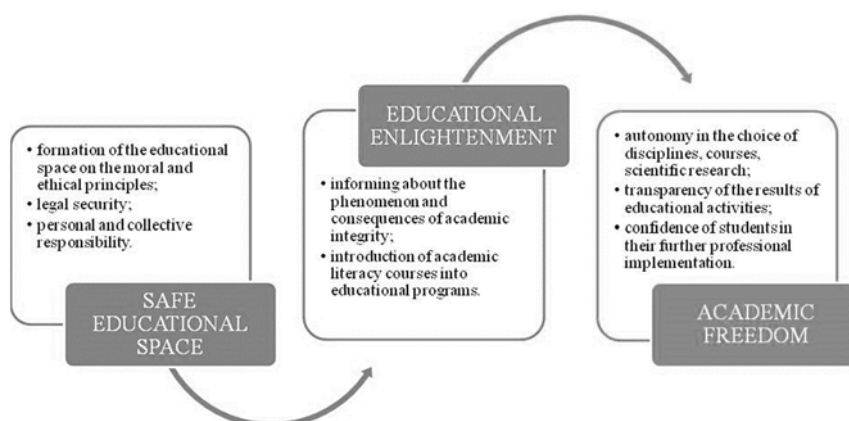 • formation of the educational
space on the moral and
ethical principles;
• legal security;
• personal and collective
responsibility.
SAFE
EDUCATIONAL
SPACE
EDUCATIONAL
ENLIGHTENMENT
• informing about the
phenomenon and
consequences of academic
integrity;
• introduction of academic
literacy courses into
educational programs.
• autonomy in the choice of
disciplines, courses,
scientific research;
• transparency of the results of
educational activities;
• confidence of students in
their further professional
implementation.
ACADEMIC
FREEDOM